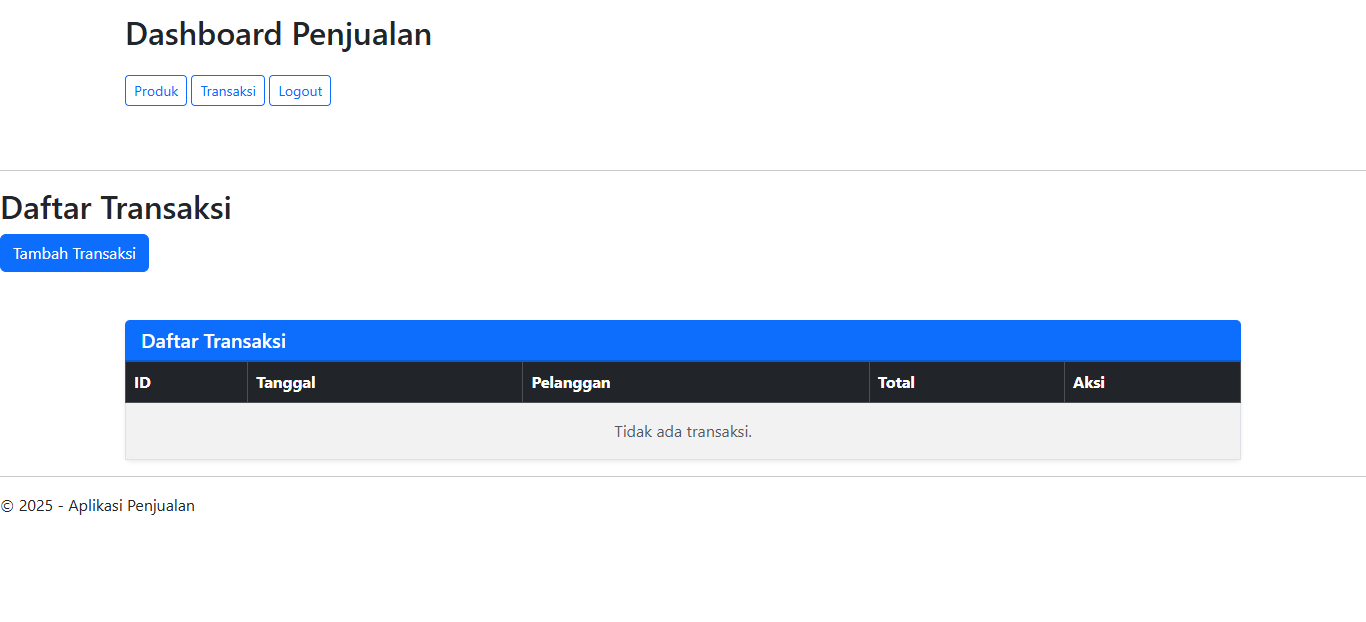 Dashboard Penjualan
Produk Transaksi Logout
Daftar Transaksi
Tambah Transaksi
Daftar Transaksi
ID Tanggal Pelanggan Total Aksi
Tidak ada transaksi.
© 2025 - Aplikasi Penjualan